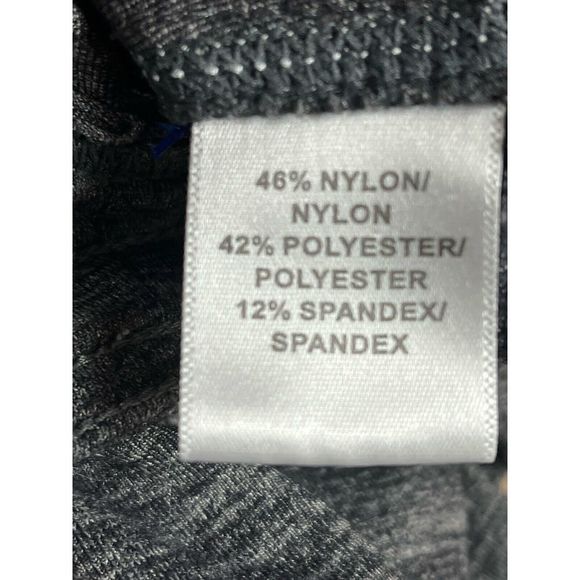 46% NYLON/
NYLON
42% POLYESTER/
POLYESTER
12% SPANDEX/
SPANDEX